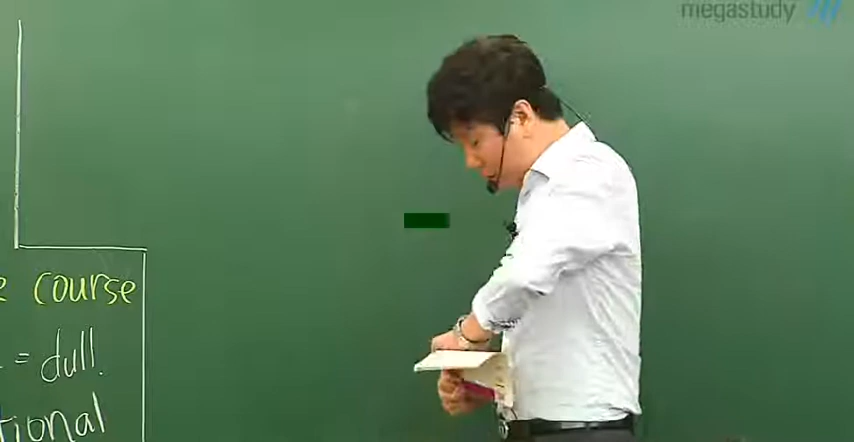 megastudy
course
= dull.
tional